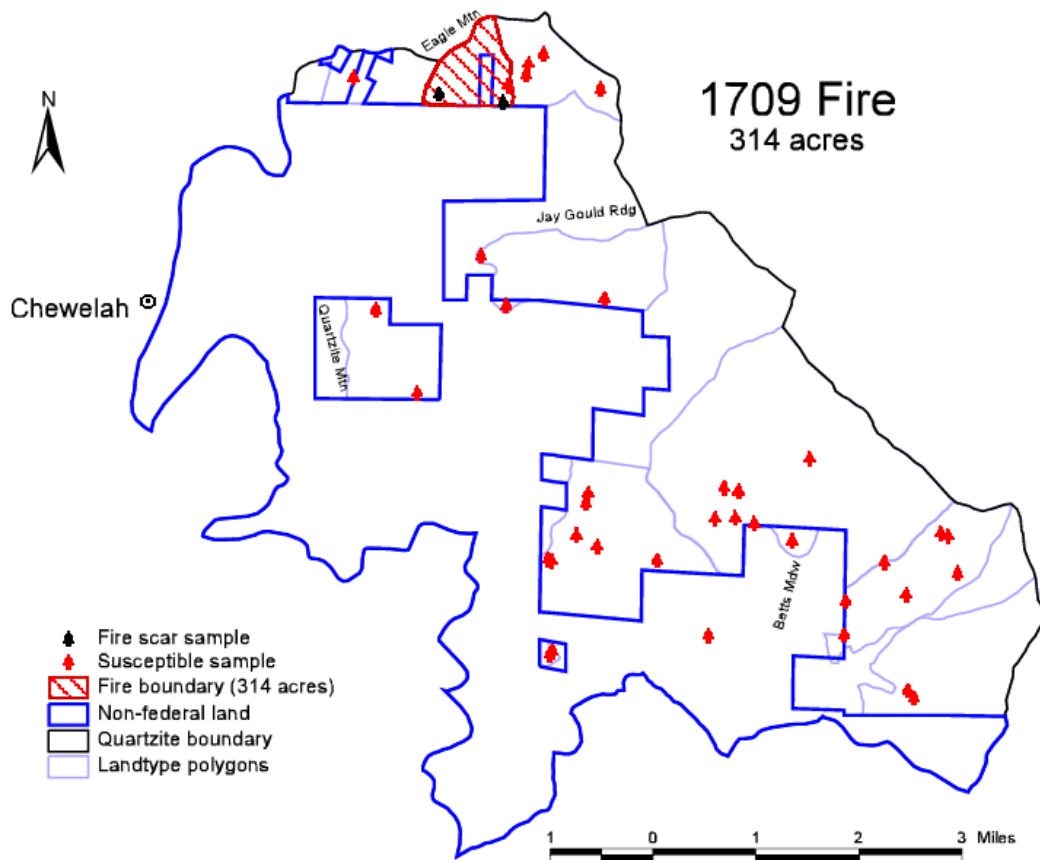 Eagle Mtn
N
1709 Fire
314 acres
Jay Gould Rdg
Chewelah
Quartzite Mtn
Betts Mdw
Fire scar sample
Susceptible sample
Fire boundary (314 acres)
Non-federal land
Quartzite boundary
Landtype polygons
1 0 1 2 3 Miles